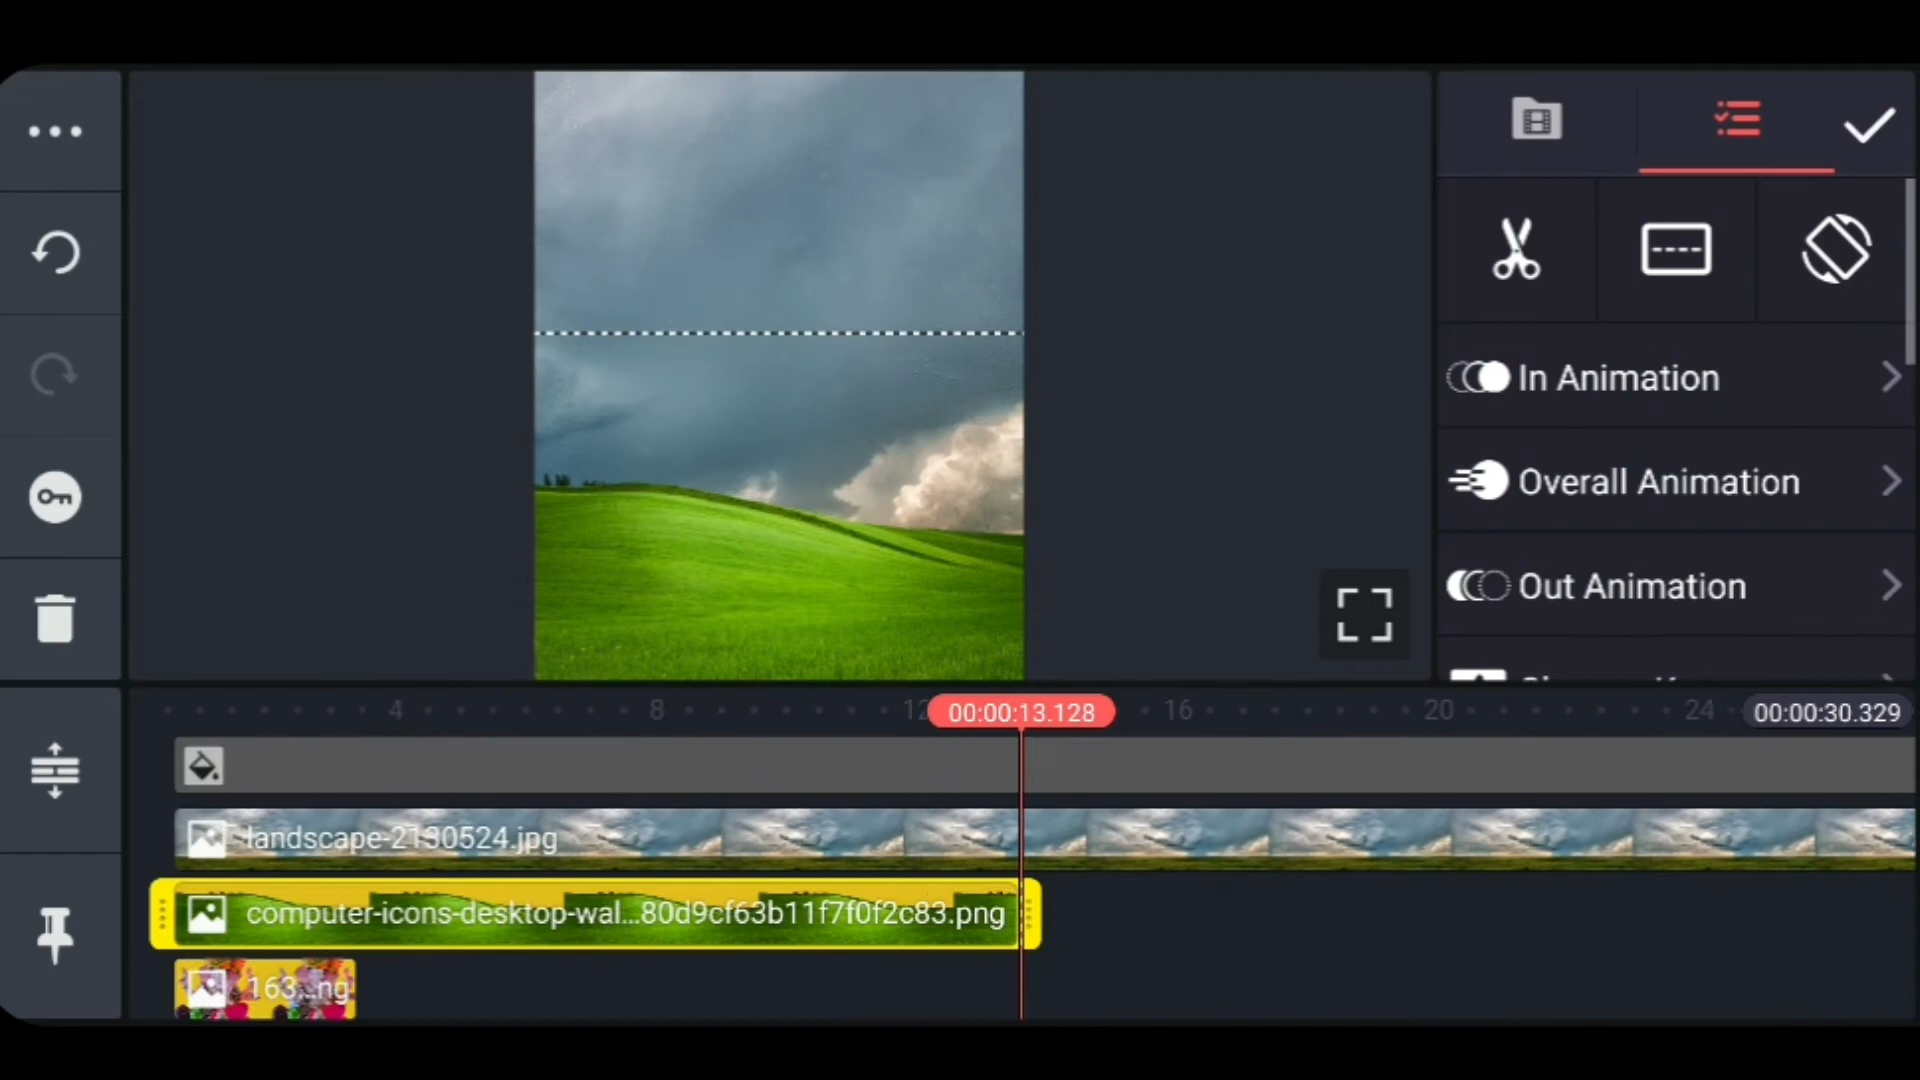 In Animation
Overall Animation
Out Animation
4 8 12 00:00:13.128 16 20 24 00:00:30.329
landscape-2130524.jpg
computer-icons-desktop-wal...80d9cf63b11f7f0f2c83.png
163...ng